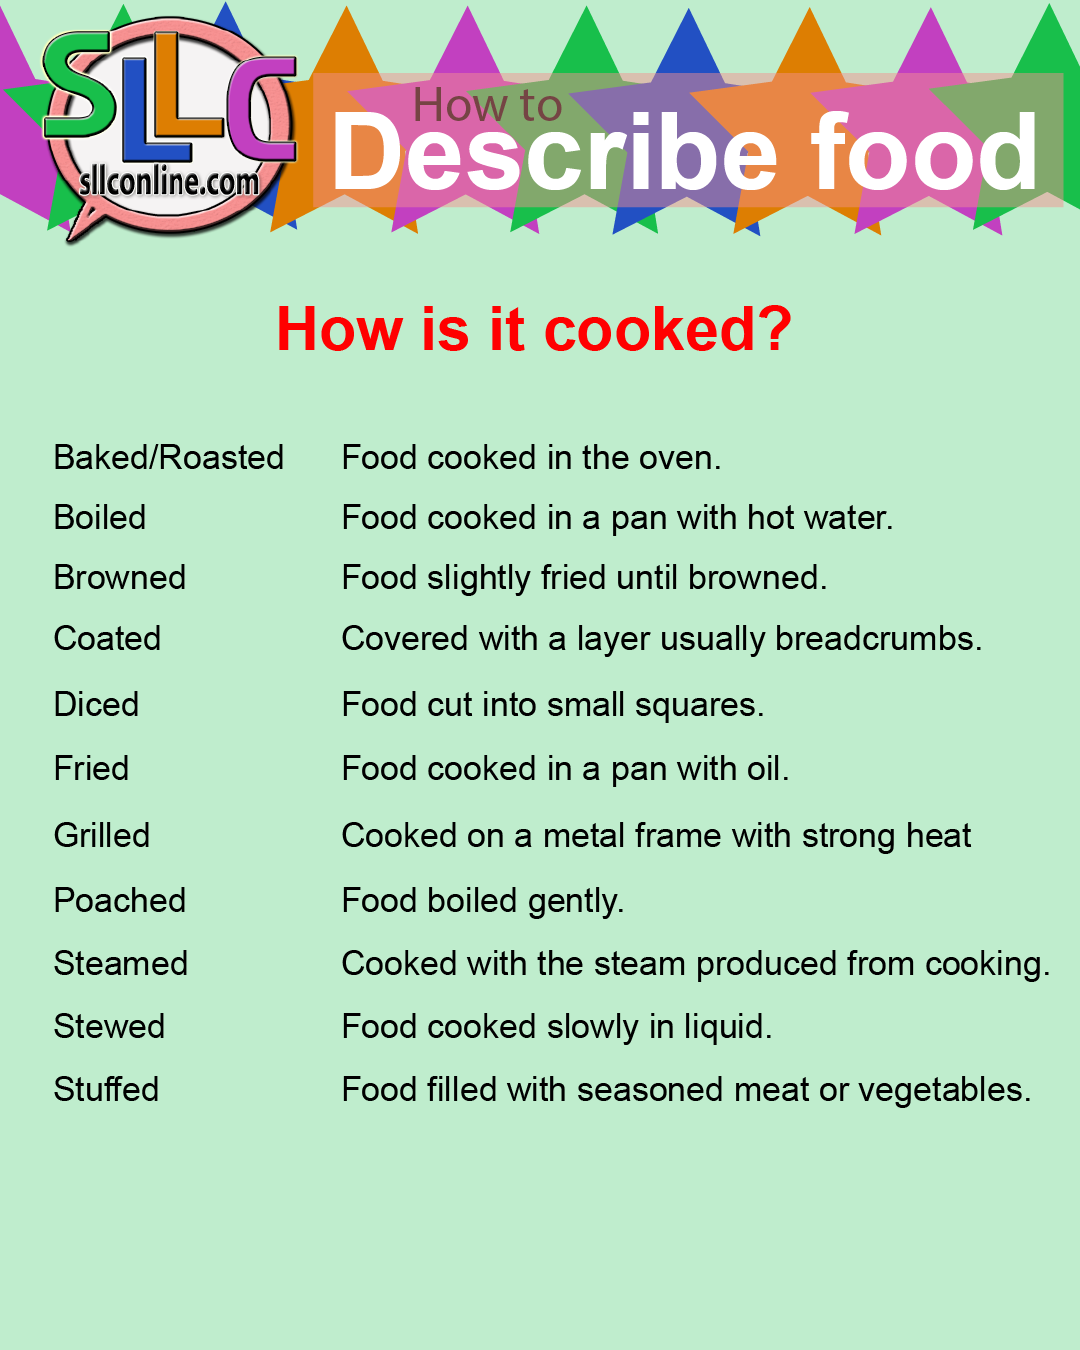 SLLC
sllconline.com
How to
Describe food
How is it cooked?
Baked/Roasted Food cooked in the oven.
Boiled Food cooked in a pan with hot water.
Browned Food slightly fried until browned.
Coated Covered with a layer usually breadcrumbs.
Diced Food cut into small squares.
Fried Food cooked in a pan with oil.
Grilled Cooked on a metal frame with strong heat
Poached Food boiled gently.
Steamed Cooked with the steam produced from cooking.
Stewed Food cooked slowly in liquid.
Stuffed Food filled with seasoned meat or vegetables.